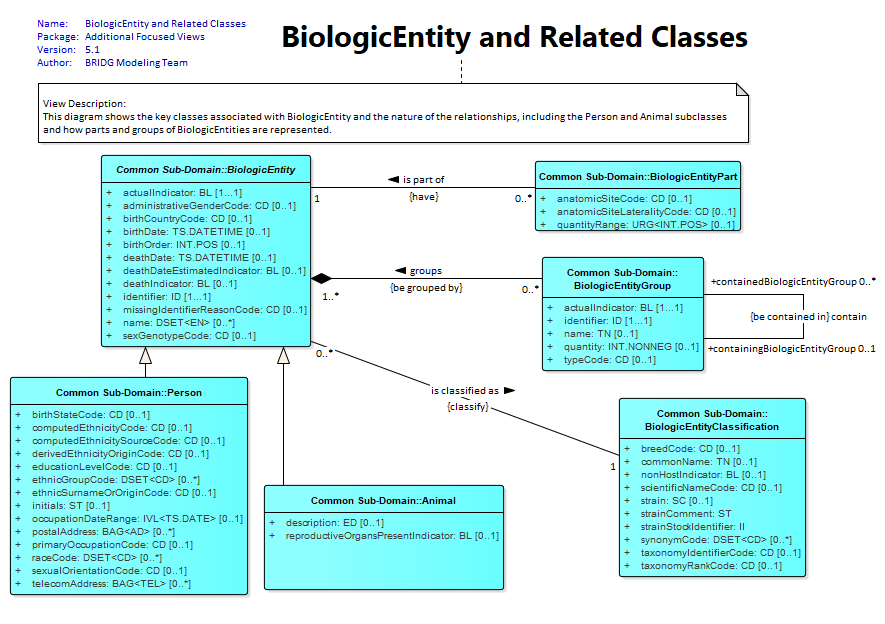 Name: BiologicEntity and Related Classes
Package: Additional Focused Views
Version: 5.1
Author: BRIDG Modeling Team
BiologicEntity and Related Classes
View Description:
This diagram shows the key classes associated with BiologicEntity and the nature of the relationships, including the Person and Animal subclasses
and how parts and groups of BiologicEntities are represented.
Common Sub-Domain::BiologicEntity
+ actualIndicator: BL [1...1]
+ administrativeGenderCode: CD [0..1]
+ birthCountryCode: CD [0..1]
+ birthDate: TS.DATETIME [0..1]
+ birthOrder: INT.POS [0..1]
+ deathDate: TS.DATETIME [0..1]
+ deathDateEstimatedIndicator: BL [0..1]
+ deathIndicator: BL [0..1]
+ identifier: ID [1...1]
+ missingIdentifierReasonCode: CD [0..1]
+ name: DSET<EN> [0..*]
+ sexGenotypeCode: CD [0..1]
is part of
1
{have}
0..*
Common Sub-Domain::BiologicEntityPart
+ anatomicSiteCode: CD [0..1]
+ anatomicSiteLateralityCode: CD [0..1]
+ quantityRange: URG<INT.POS> [0..1]
groups
1..*
{be grouped by}
0..*
Common Sub-Domain::
BiologicEntityGroup
+ actualIndicator: BL [1...1]
+ identifier: ID [1...1]
+ name: TN [0..1]
+ quantity: INT.NONNEG [0..1]
+ typeCode: CD [0..1]
+containedBiologicEntityGroup 0..*
{be contained in} contain
+containingBiologicEntityGroup 0..1
0..*
is classified as
{classify}
1
Common Sub-Domain::Person
+ birthStateCode: CD [0..1]
+ computedEthnicityCode: CD [0..1]
+ computedEthnicitySourceCode: CD [0..1]
+ derivedEthnicityOriginCode: CD [0..1]
+ educationLevelCode: CD [0..1]
+ ethnicGroupCode: DSET<CD> [0..*]
+ ethnicSurnameOrOriginCode: CD [0..1]
+ initials: ST [0..1]
+ occupationDateRange: IVL<TS.DATE> [0..1]
+ postalAddress: BAG<AD> [0..*]
+ primaryOccupationCode: CD [0..1]
+ raceCode: DSET<CD> [0..*]
+ sexualOrientationCode: CD [0..1]
+ telecomAddress: BAG<TEL> [0..*]
Common Sub-Domain::Animal
+ description: ED [0..1]
+ reproductiveOrgansPresentIndicator: BL [0..1]
Common Sub-Domain::
BiologicEntityClassification
+ breedCode: CD [0..1]
+ commonName: TN [0..1]
+ nonHostIndicator: BL [0..1]
+ scientificNameCode: CD [0..1]
+ strain: SC [0..1]
+ strainComment: ST
+ strainStockIdentifier: II
+ synonymCode: DSET<CD> [0..*]
+ taxonomyIdentifierCode: CD [0..1]
+ taxonomyRankCode: CD [0..1]